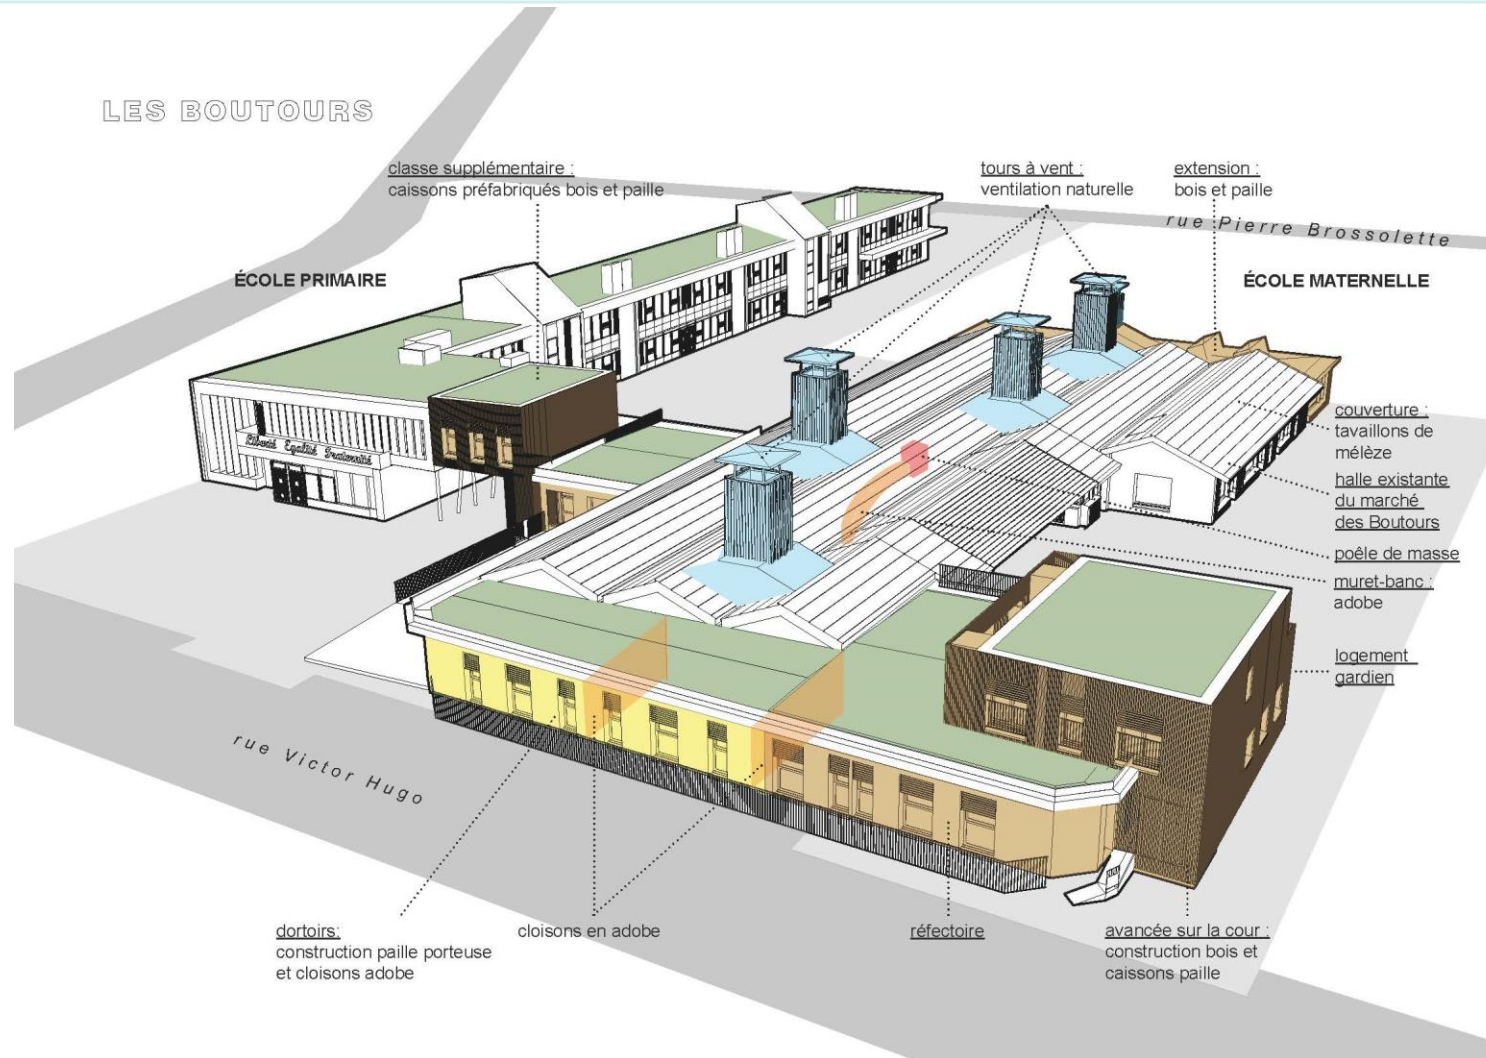 LES BOUTOURS
classe supplémentaire :
caissons préfabriqués bois et paille
tours à vent :
ventilation naturelle
extension :
bois et paille
rue Pierre Brossolette
ÉCOLE PRIMAIRE
ÉCOLE MATERNELLE
Liberté Egalité Fraternité
couverture :
tavaillons de
mélèze
halle existante
du marché
des Boutours
poêle de masse
muret-banc :
adobe
logement
gardien
rue Victor Hugo
dortoirs:
construction paille porteuse
et cloisons adobe
cloisons en adobe
réfectoire
avancée sur la cour :
construction bois et
caissons paille